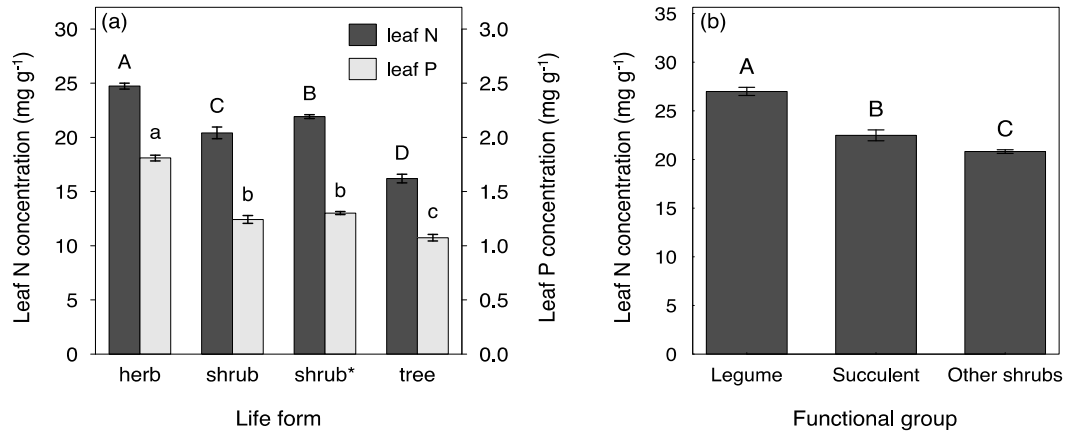 (a)
leaf N
leaf P
30
25
20
15
10
5
0
Leaf N concentration (mg g⁻¹)
A
a
C
b
B
b
D
c
3.0
2.5
2.0
1.5
1.0
0.5
0.0
Leaf P concentration (mg g⁻¹)
herb shrub shrub* tree
Life form
(b)
35
30
25
20
15
10
5
0
Leaf N concentration (mg g⁻¹)
A
B
C
Legume Succulent Other shrubs
Functional group